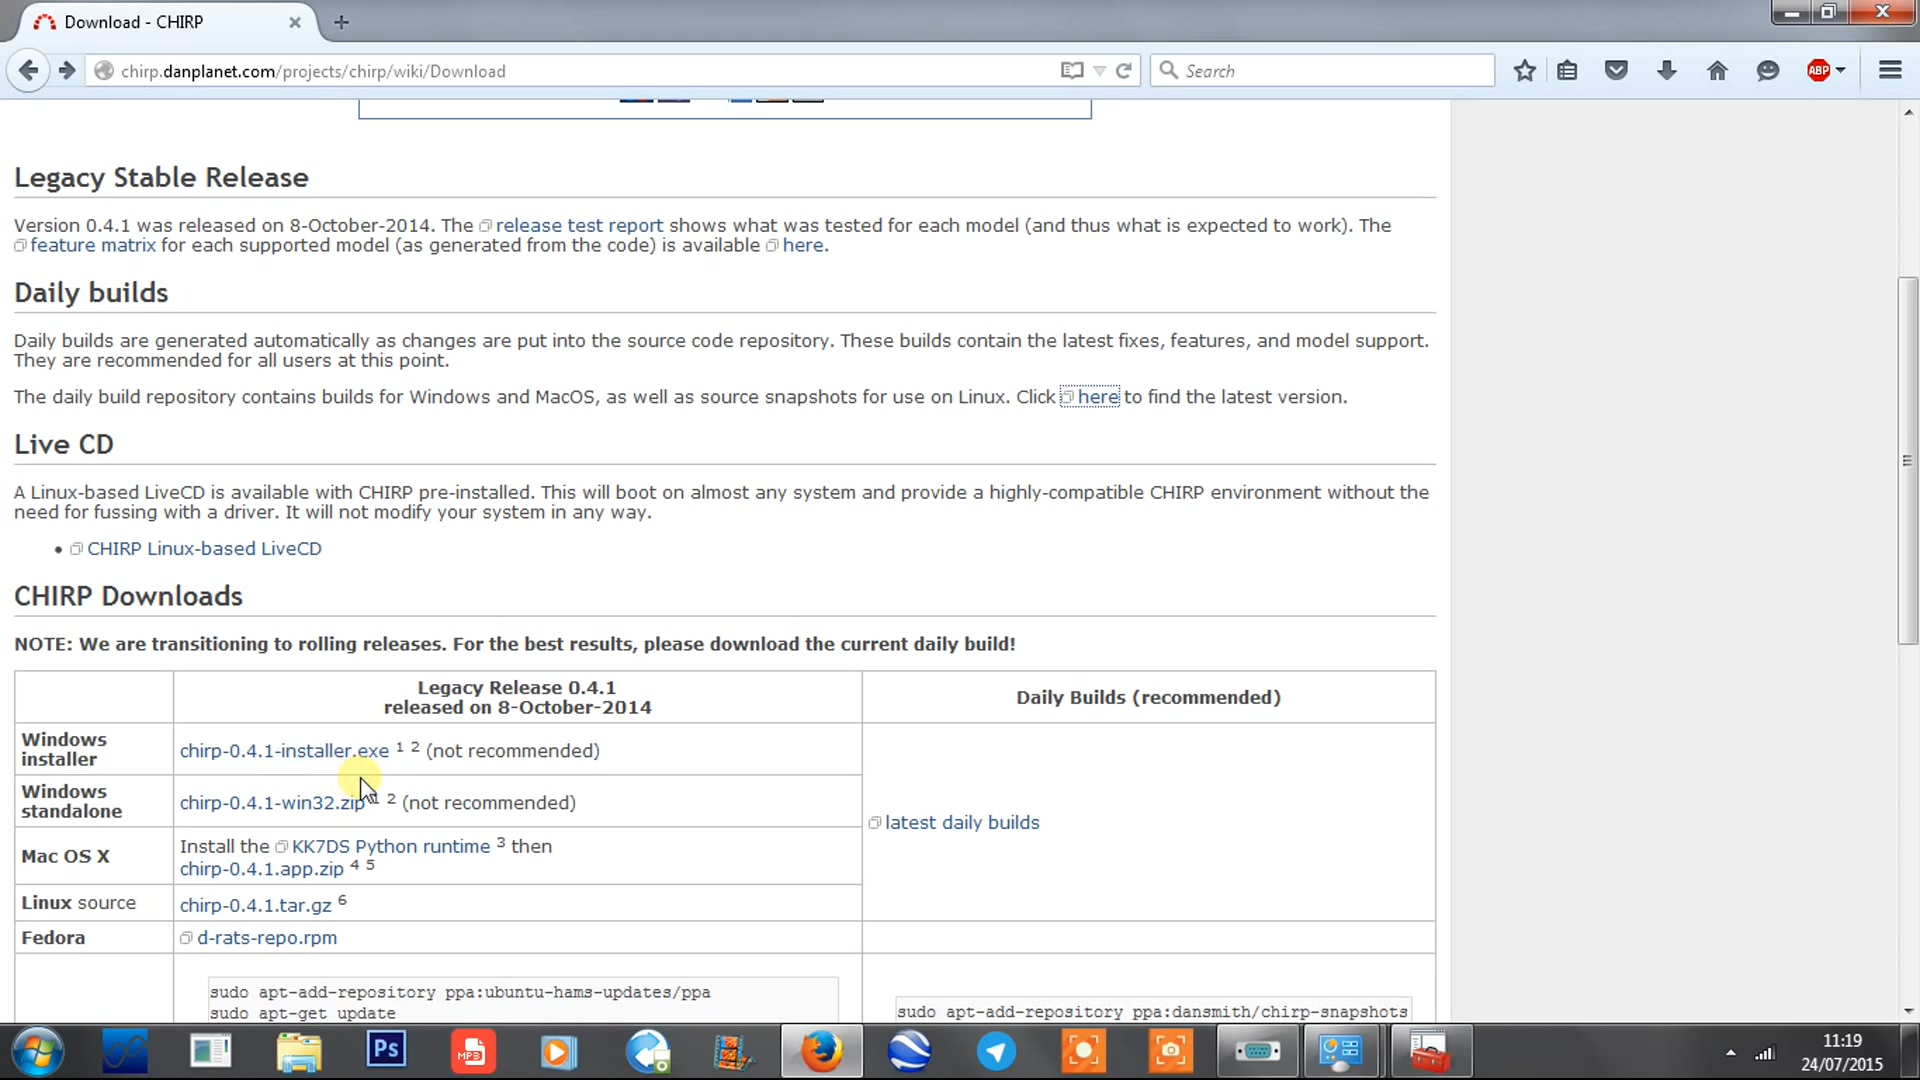 Download - CHIRP
chirp.danplanet.com/projects/chirp/wiki/Download
Search
ABP
Legacy Stable Release
Version 0.4.1 was released on 8-October-2014. The release test report shows what was tested for each model (and thus what is expected to work). The
feature matrix for each supported model (as generated from the code) is available here.
Daily builds
Daily builds are generated automatically as changes are put into the source code repository. These builds contain the latest fixes, features, and model support.
They are recommended for all users at this point.
The daily build repository contains builds for Windows and MacOS, as well as source snapshots for use on Linux. Click here to find the latest version.
Live CD
A Linux-based LiveCD is available with CHIRP pre-installed. This will boot on almost any system and provide a highly-compatible CHIRP environment without the
need for fussing with a driver. It will not modify your system in any way.
• CHIRP Linux-based LiveCD
CHIRP Downloads
NOTE: We are transitioning to rolling releases. For the best results, please download the current daily build!
Legacy Release 0.4.1
released on 8-October-2014
Daily Builds (recommended)
Windows
installer
chirp-0.4.1-installer.exe 1 2 (not recommended)
Windows
standalone
chirp-0.4.1-win32.zip 1 2 (not recommended)
latest daily builds
Mac OS X
Install the KK7DS Python runtime 3 then
chirp-0.4.1.app.zip 4 5
Linux source
chirp-0.4.1.tar.gz 6
Fedora
d-rats-repo.rpm
sudo apt-add-repository ppa:ubuntu-hams-updates/ppa
sudo apt-get update
sudo apt-add-repository ppa:dansmith/chirp-snapshots
Ps
MP3
11:19
24/07/2015